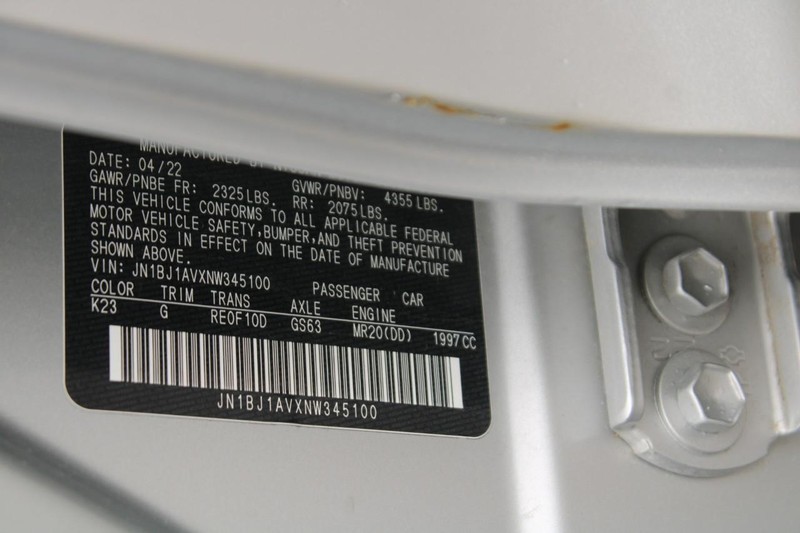 MANUFACTURED BY
DATE: 04/22
GVWR/PNBV: 4355 LBS.
GAWR/PNBE FR: 2325 LBS. RR: 2075 LBS.
THIS VEHICLE CONFORMS TO ALL APPLICABLE FEDERAL
MOTOR VEHICLE SAFETY, BUMPER, AND THEFT PREVENTION
STANDARDS IN EFFECT ON THE DATE OF MANUFACTURE
SHOWN ABOVE.
VIN: JN1BJ1AVXNW345100 PASSENGER CAR
COLOR TRIM TRANS AXLE ENGINE
K23 G RE0F10D GS63 MR20(DD) 1997 CC
JN1BJ1AVXNW345100